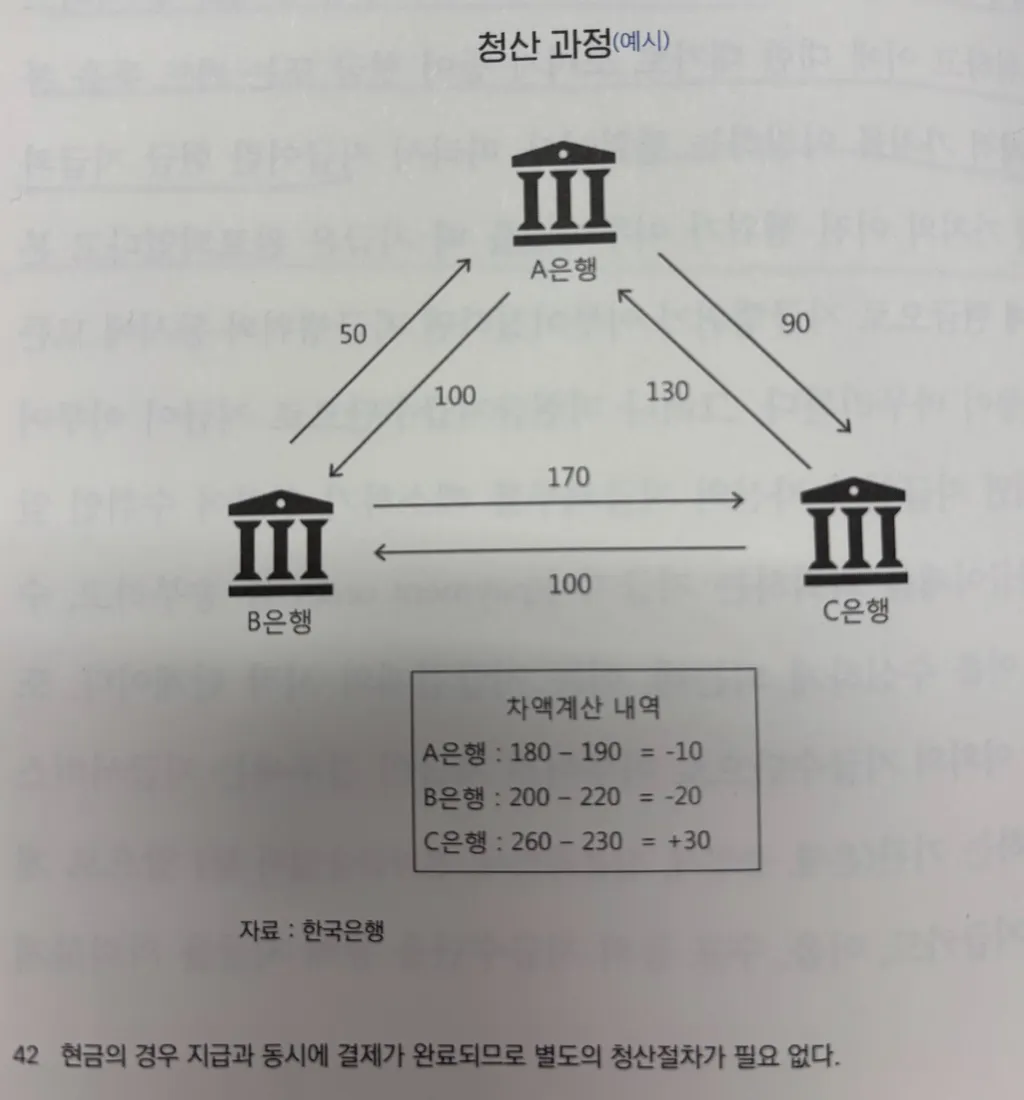 청산 과정(예시)
A은행
50
90
100
130
170
100
B은행
C은행
차액계산 내역
A은행 : 180 – 190 = -10
B은행 : 200 – 220 = -20
C은행 : 260 – 230 = +30
자료 : 한국은행
42 현금의 경우 지급과 동시에 결제가 완료되므로 별도의 청산절차가 필요 없다.